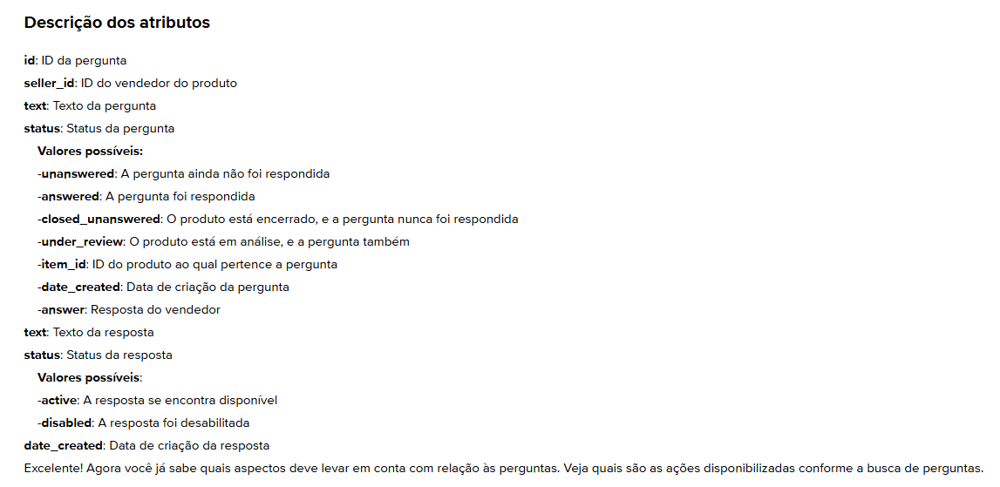 Descrição dos atributos
id: ID da pergunta
seller_id: ID do vendedor do produto
text: Texto da pergunta
status: Status da pergunta
Valores possíveis:
-unanswered: A pergunta ainda não foi respondida
-answered: A pergunta foi respondida
-closed_unanswered: O produto está encerrado, e a pergunta nunca foi respondida
-under_review: O produto está em análise, e a pergunta também
-item_id: ID do produto ao qual pertence a pergunta
-date_created: Data de criação da pergunta
-answer: Resposta do vendedor
text: Texto da resposta
status: Status da resposta
Valores possíveis:
-active: A resposta se encontra disponível
-disabled: A resposta foi desabilitada
date_created: Data de criação da resposta
Excelente! Agora você já sabe quais aspectos deve levar em conta com relação às perguntas. Veja quais são as ações disponibilizadas conforme a busca de perguntas.